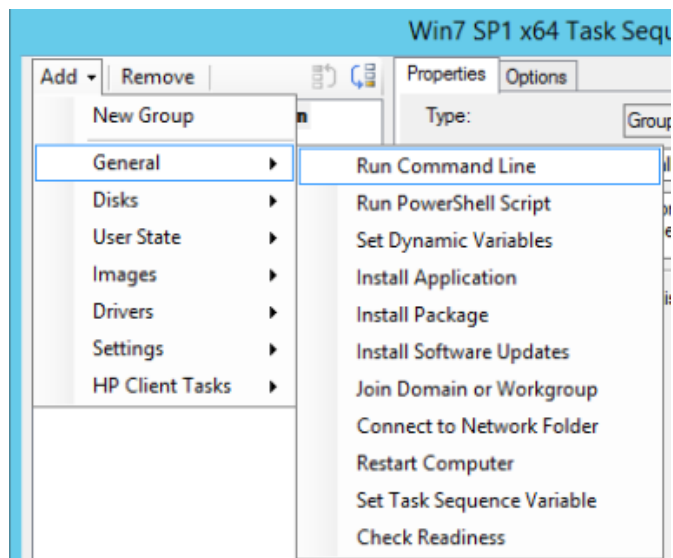 Win7 SP1 x64 Task Sequ
Add Remove
Properties Options
New Group
n
Type:
Group
General
Disks
User State
Images
Drivers
Settings
HP Client Tasks
Run Command Line
Run PowerShell Script
Set Dynamic Variables
Install Application
Install Package
Install Software Updates
Join Domain or Workgroup
Connect to Network Folder
Restart Computer
Set Task Sequence Variable
Check Readiness